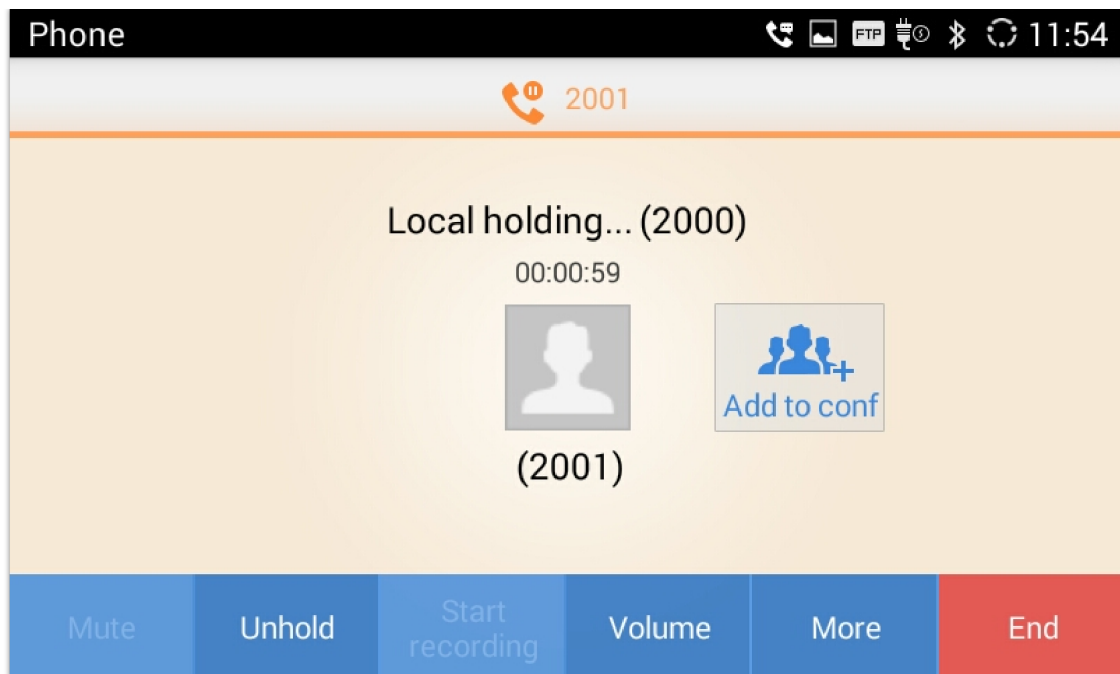 Phone
FTP
11:54
2001
Local holding... (2000)
00:00:59
Add to conf
(2001)
Mute
Unhold
Start
recording
Volume
More
End